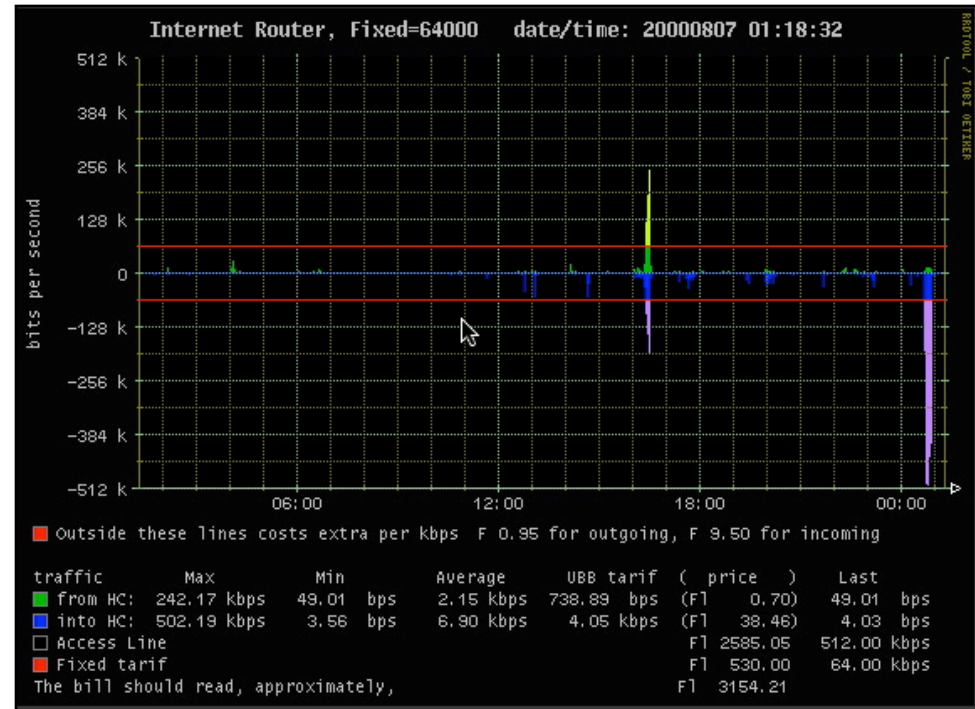 Internet Router, Fixed=64000 date/time: 20000807 01:18:32
RRDTOOL / TOBI OETIKER
bits per second
512 k
384 k
256 k
128 k
0
-128 k
-256 k
-384 k
-512 k
06:00 12:00 18:00 00:00
Outside these lines costs extra per kbps F 0.95 for outgoing, F 9.50 for incoming
traffic Max Min Average UBB tarif ( price ) Last
from HC: 242.17 kbps 49.01 bps 2.15 kbps 738.89 bps (Fl 0.70) 49.01 bps
into HC: 502.19 kbps 3.56 bps 6.90 kbps 4.05 kbps (Fl 38.46) 4.03 bps
Access Line Fl 2585.05 512.00 kbps
Fixed tarif Fl 530.00 64.00 kbps
The bill should read, approximately, Fl 3154.21